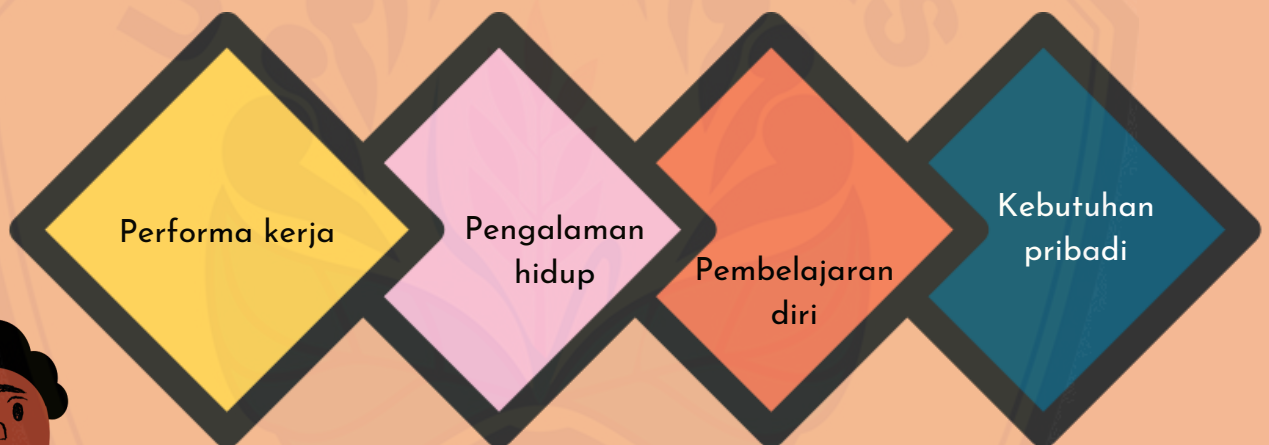 Performa kerja
Pengalaman
hidup
Pembelajaran
diri
Kebutuhan
pribadi